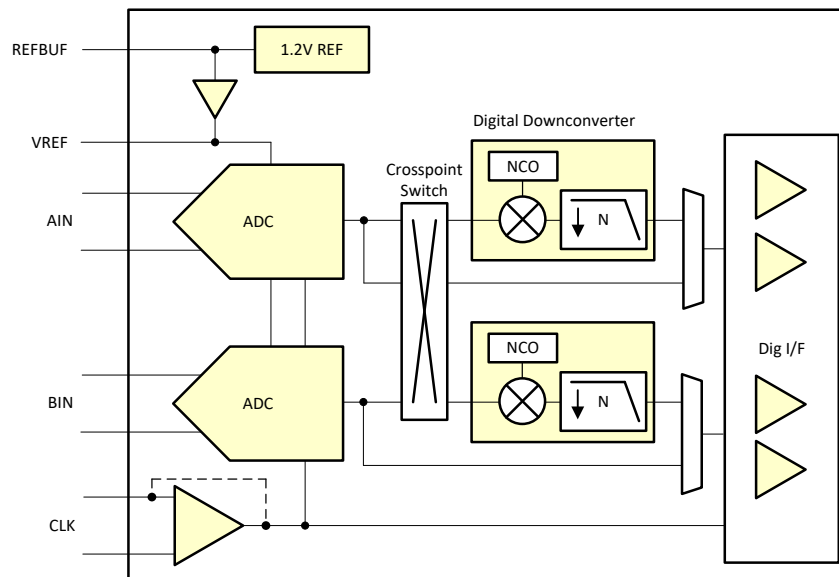 REFBUF
1.2V REF
VREF
Digital Downconverter
Crosspoint
Switch
NCO
AIN
ADC
N
NCO
Dig I/F
BIN
ADC
N
CLK